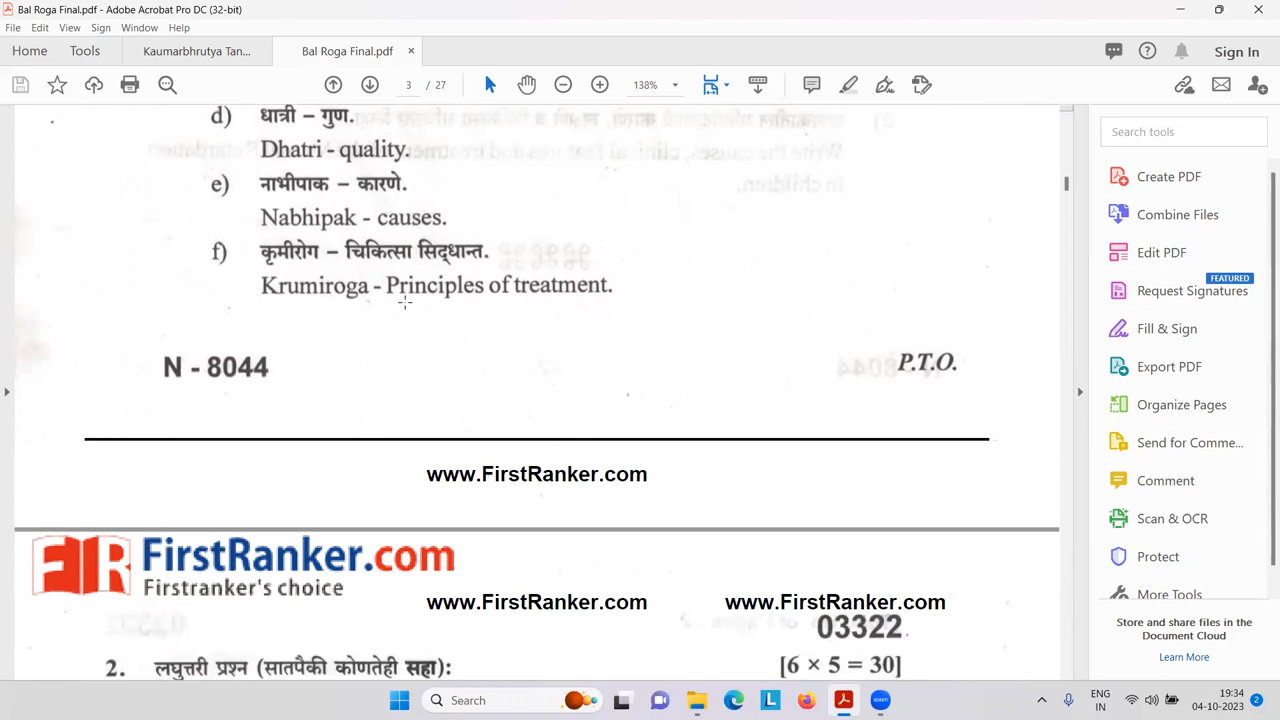 Bal Roga Final.pdf - Adobe Acrobat Pro DC (32-bit)
File Edit View Sign Window Help
Home Tools Kaumarbhrutya Tan... Bal Roga Final.pdf × Sign In
3 / 27 138%
d) धात्री – गुण.
Dhatri - quality.
e) नाभीपाक – कारणे.
Nabhipak - causes.
f) कृमीरोग – चिकित्सा सिद्धान्त.
Krumiroga - Principles of treatment.
N - 8044 P.T.O.
www.FirstRanker.com
FirstRanker.com
Firstranker's choice
www.FirstRanker.com www.FirstRanker.com
03322
2. लघुत्तरी प्रश्न (सातपैकी कोणतेही सहा): [6 × 5 = 30]
Search tools
Create PDF
Combine Files
Edit PDF
FEATURED
Request Signatures
Fill & Sign
Export PDF
Organize Pages
Send for Comme...
Comment
Scan & OCR
Protect
More Tools
Store and share files in the
Document Cloud
Learn More
Search
zoom
ENG
IN
19:34
04-10-2023
2